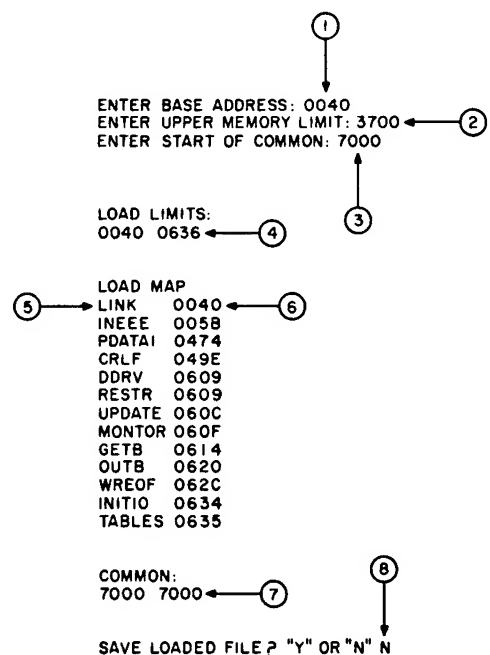 1
ENTER BASE ADDRESS: 0040
ENTER UPPER MEMORY LIMIT: 3700 2
ENTER START OF COMMON: 7000
3
LOAD LIMITS:
0040 0636 4
LOAD MAP
5 LINK 0040 6
INEEE 005B
PDATA1 0474
CRLF 049E
DDRV 0609
RESTR 0609
UPDATE 060C
MONTOR 060F
GETB 0614
OUTB 0620
WREOF 062C
INITIO 0634
TABLES 0635
COMMON:
7000 7000 7
8
SAVE LOADED FILE? "Y" OR "N" N